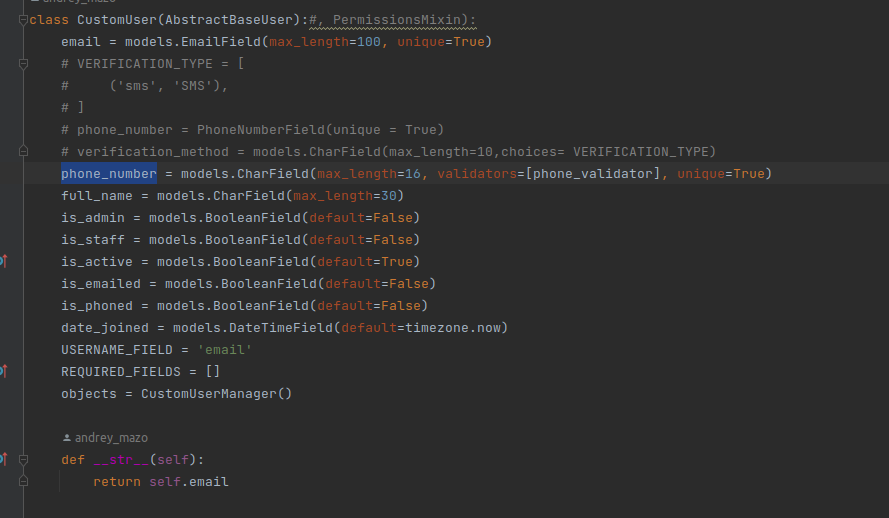 andrey_mazo
class CustomUser(AbstractBaseUser):#, PermissionsMixin):
email = models.EmailField(max_length=100, unique=True)
# VERIFICATION_TYPE = [
#     ('sms', 'SMS'),
# ]
# phone_number = PhoneNumberField(unique = True)
# verification_method = models.CharField(max_length=10,choices= VERIFICATION_TYPE)
phone_number = models.CharField(max_length=16, validators=[phone_validator], unique=True)
full_name = models.CharField(max_length=30)
is_admin = models.BooleanField(default=False)
is_staff = models.BooleanField(default=False)
is_active = models.BooleanField(default=True)
is_emailed = models.BooleanField(default=False)
is_phoned = models.BooleanField(default=False)
date_joined = models.DateTimeField(default=timezone.now)
USERNAME_FIELD = 'email'
REQUIRED_FIELDS = []
objects = CustomUserManager()
andrey_mazo
def __str__(self):
return self.email